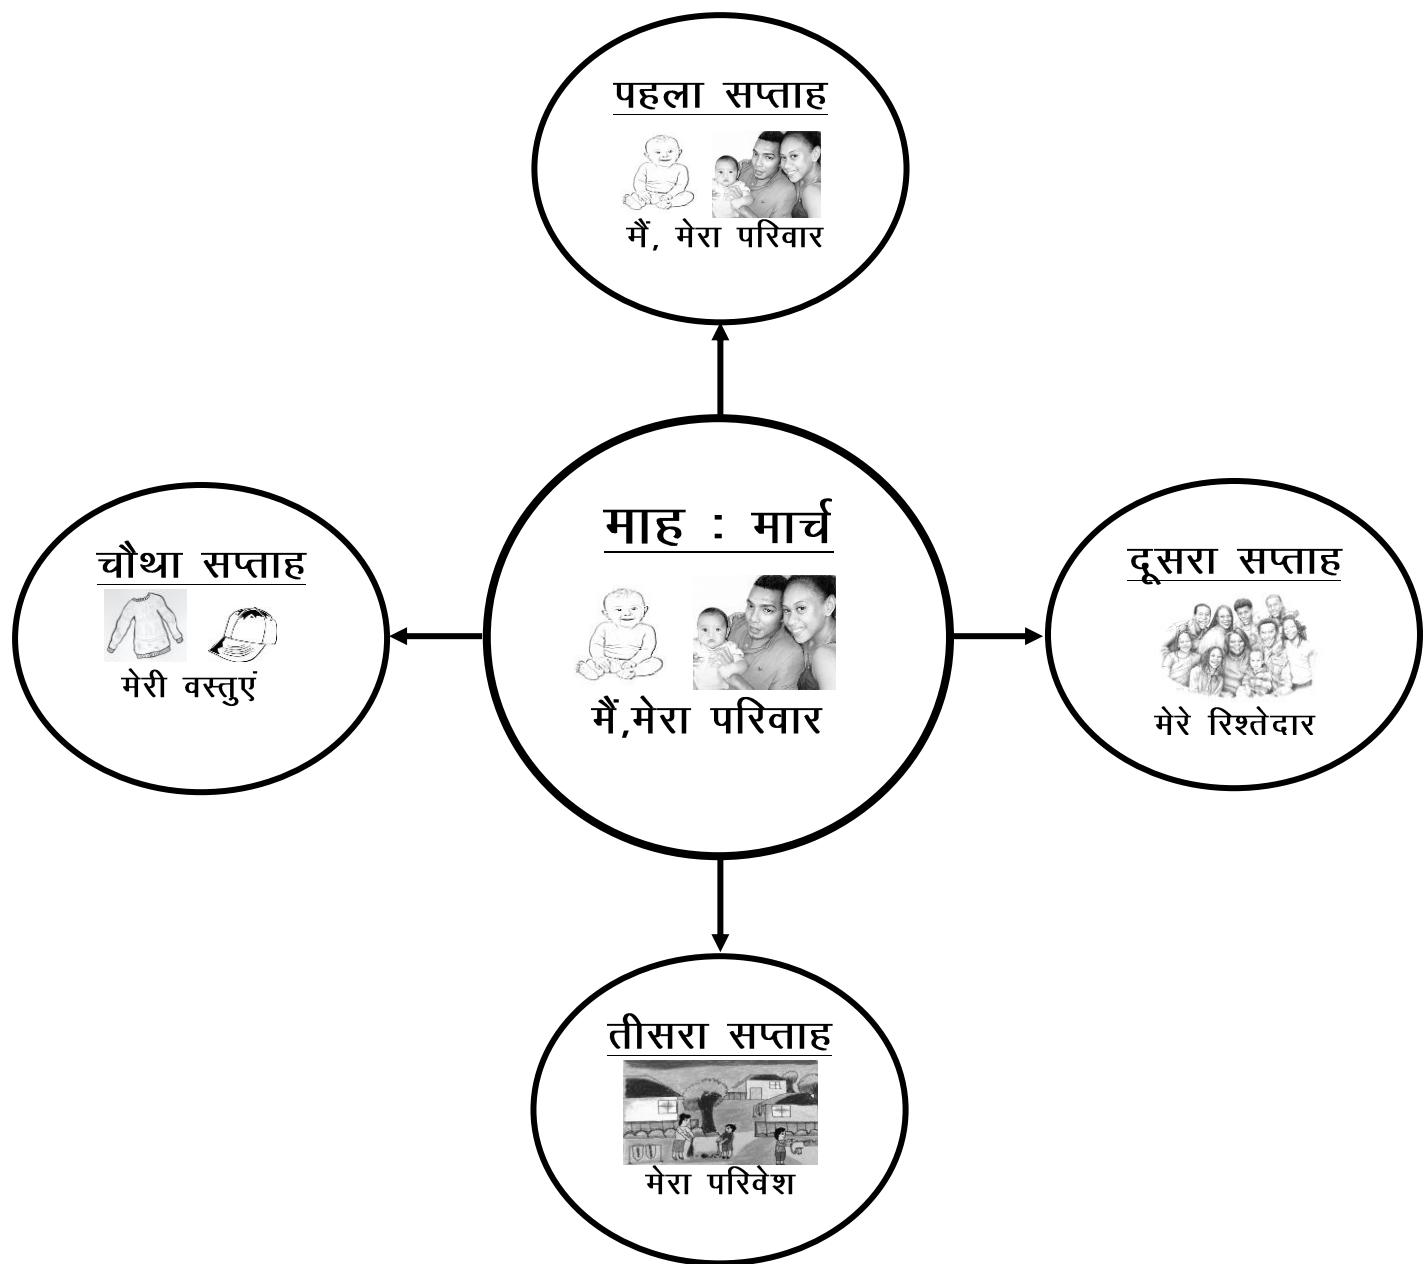 पहला सप्ताह
मैं, मेरा परिवार
माह : मार्च
मैं,मेरा परिवार
चौथा सप्ताह
मेरी वस्तुएं
दूसरा सप्ताह
मेरे रिश्तेदार
तीसरा सप्ताह
मेरा परिवेश